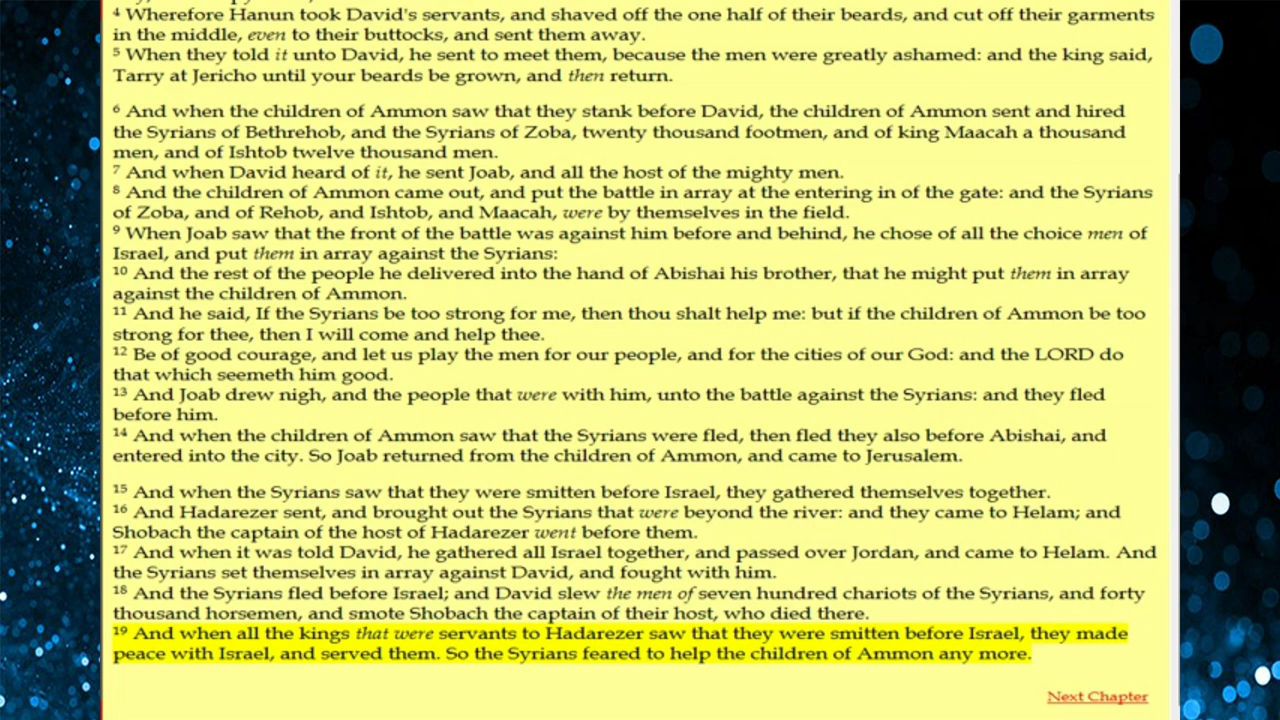 4 Wherefore Hanun took David's servants, and shaved off the one half of their beards, and cut off their garments
in the middle, even to their buttocks, and sent them away.
5 When they told it unto David, he sent to meet them, because the men were greatly ashamed: and the king said,
Tarry at Jericho until your beards be grown, and then return.
6 And when the children of Ammon saw that they stank before David, the children of Ammon sent and hired
the Syrians of Bethrehob, and the Syrians of Zoba, twenty thousand footmen, and of king Maacah a thousand
men, and of Ishtob twelve thousand men.
7 And when David heard of it, he sent Joab, and all the host of the mighty men.
8 And the children of Ammon came out, and put the battle in array at the entering in of the gate: and the Syrians
of Zoba, and of Rehob, and Ishtob, and Maacah, were by themselves in the field.
9 When Joab saw that the front of the battle was against him before and behind, he chose of all the choice men of
Israel, and put them in array against the Syrians:
10 And the rest of the people he delivered into the hand of Abishai his brother, that he might put them in array
against the children of Ammon.
11 And he said, If the Syrians be too strong for me, then thou shalt help me: but if the children of Ammon be too
strong for thee, then I will come and help thee.
12 Be of good courage, and let us play the men for our people, and for the cities of our God: and the LORD do
that which seemeth him good.
13 And Joab drew nigh, and the people that were with him, unto the battle against the Syrians: and they fled
before him.
14 And when the children of Ammon saw that the Syrians were fled, then fled they also before Abishai, and
entered into the city. So Joab returned from the children of Ammon, and came to Jerusalem.
15 And when the Syrians saw that they were smitten before Israel, they gathered themselves together.
16 And Hadarezer sent, and brought out the Syrians that were beyond the river: and they came to Helam; and
Shobach the captain of the host of Hadarezer went before them.
17 And when it was told David, he gathered all Israel together, and passed over Jordan, and came to Helam. And
the Syrians set themselves in array against David, and fought with him.
18 And the Syrians fled before Israel; and David slew the men of seven hundred chariots of the Syrians, and forty
thousand horsemen, and smote Shobach the captain of their host, who died there.
19 And when all the kings that were servants to Hadarezer saw that they were smitten before Israel, they made
peace with Israel, and served them. So the Syrians feared to help the children of Ammon any more.
Next Chapter